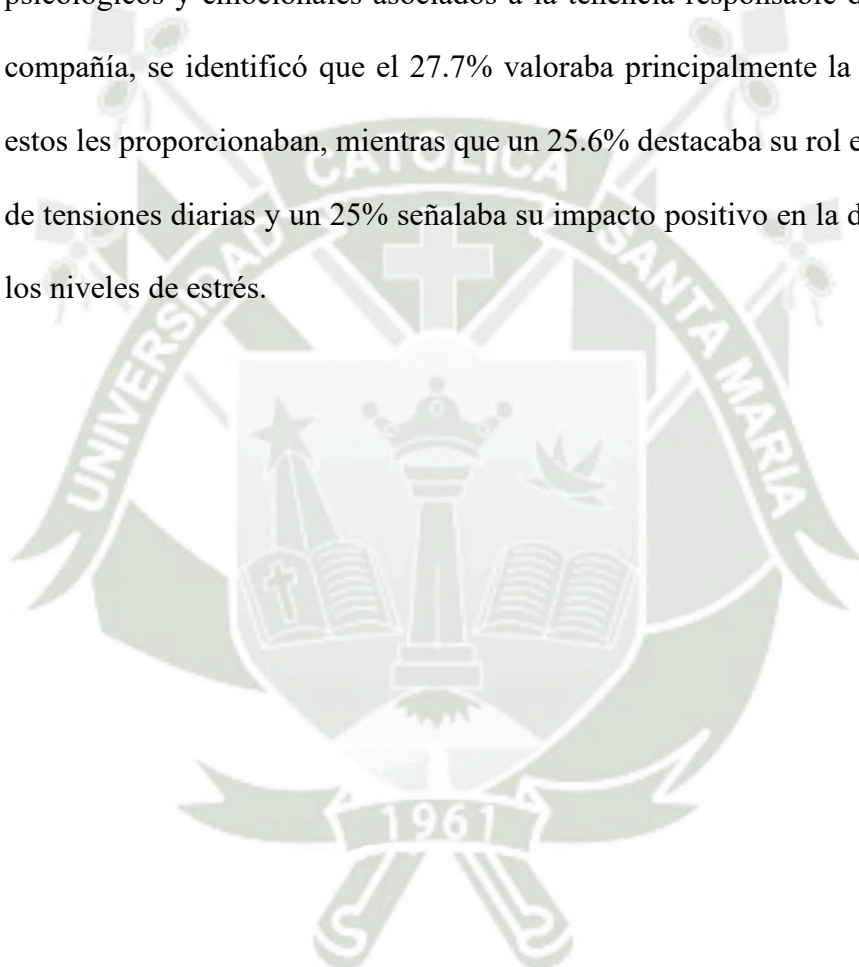 psicológicos y emocionales asociados a la tenencia responsable d
compañía, se identificó que el 27.7% valoraba principalmente la
estos les proporcionaban, mientras que un 25.6% destacaba su rol e
de tensiones diarias y un 25% señalaba su impacto positivo en la d
los niveles de estrés.
UNIVERSIDAD CATOLICA SANTA MARIA
1961